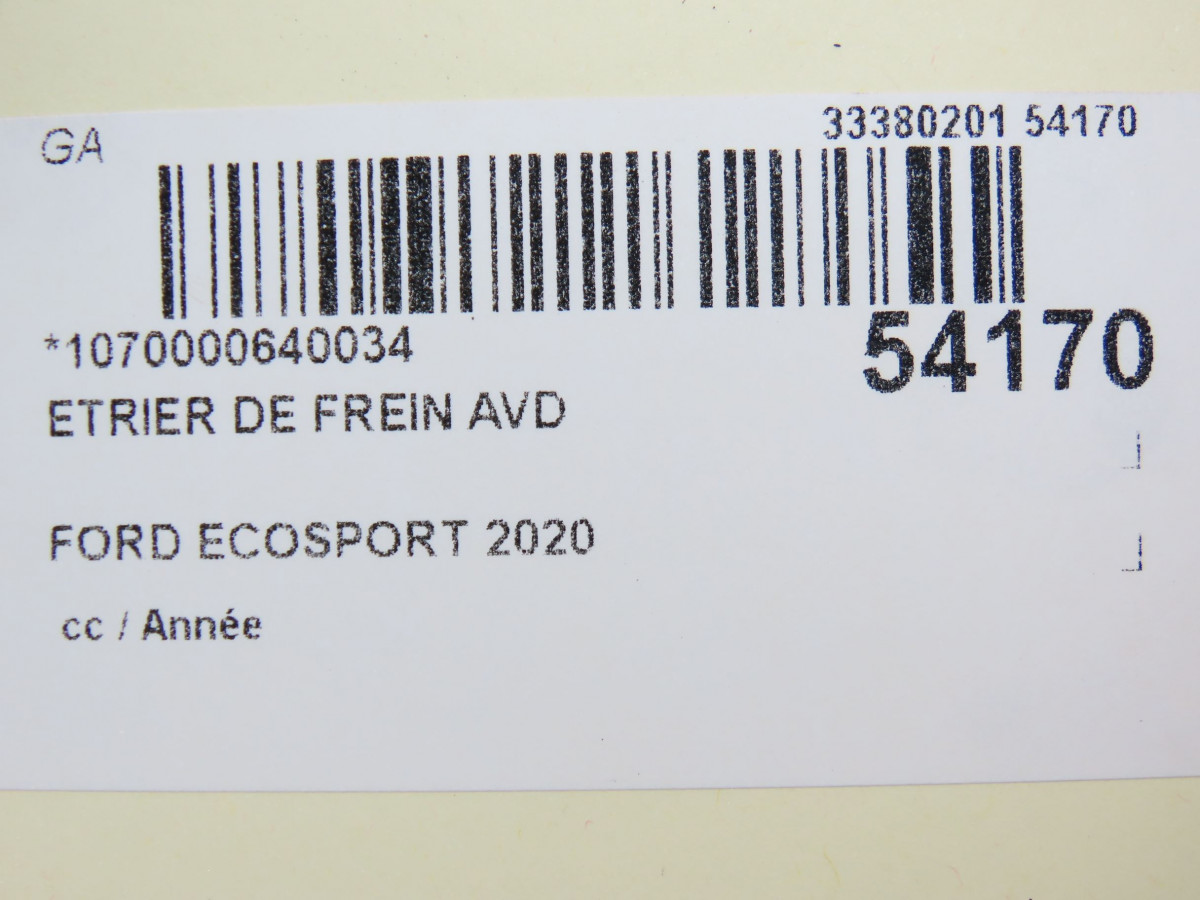 GA
33380201 54170
*1070000640034
54170
ETRIER DE FREIN AVD
FORD ECOSPORT 2020
cc / Année